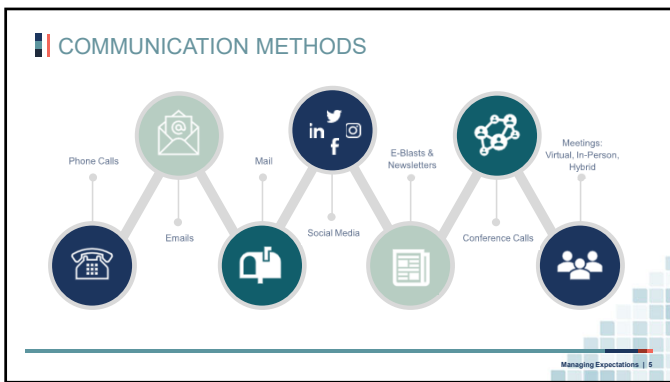 COMMUNICATION METHODS
Phone Calls
Emails
Mail
in
f
Social Media
E-Blasts &
Newsletters
Conference Calls
Meetings:
Virtual, In-Person,
Hybrid
@
Managing Expectations | 5